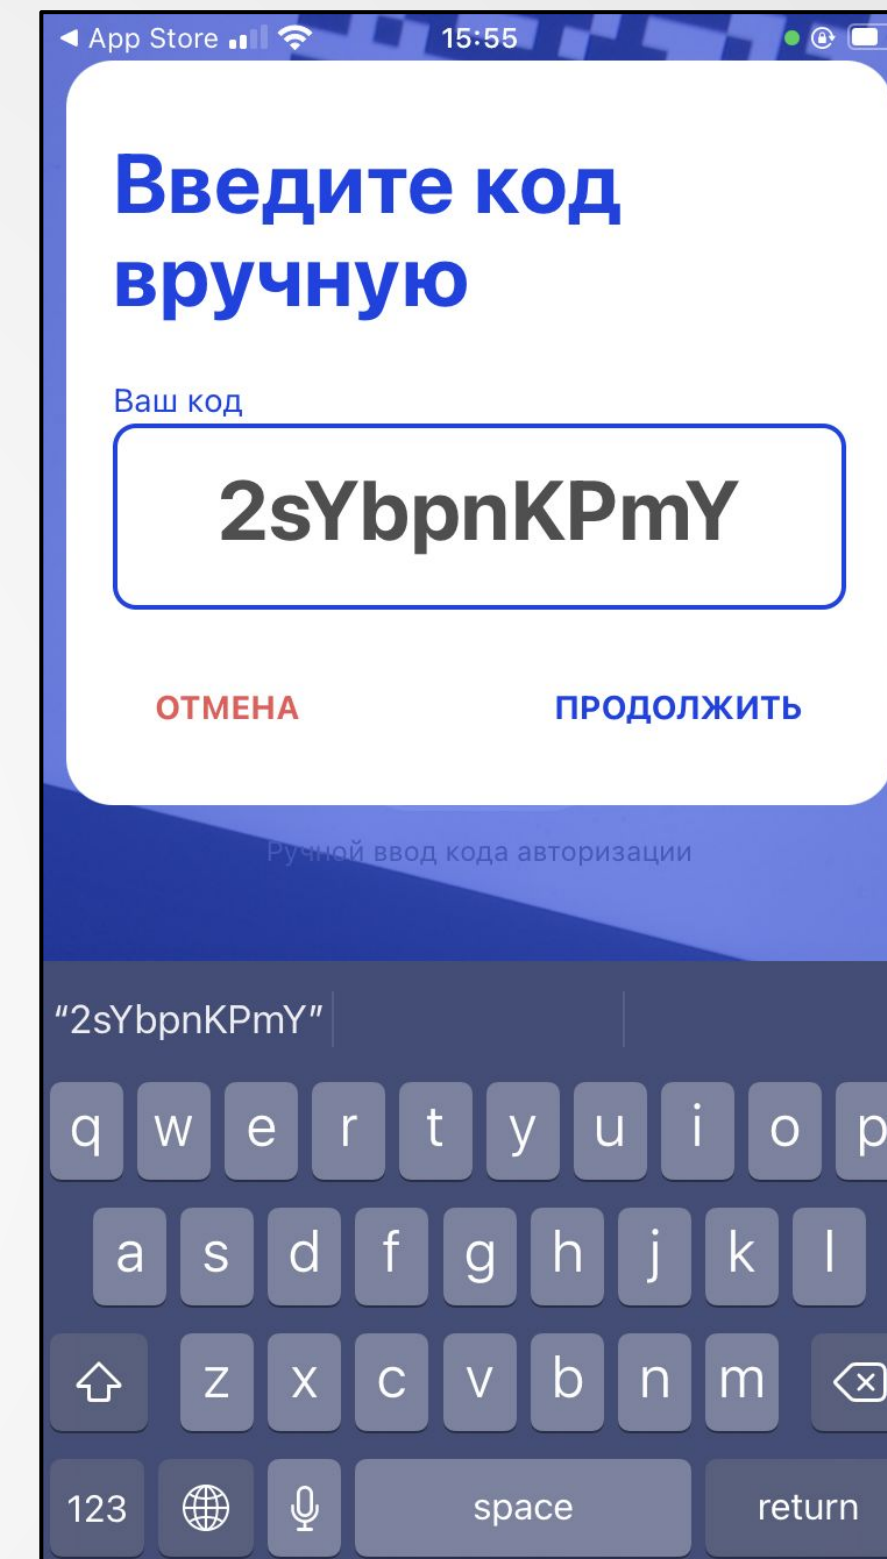 ◀ App Store 15:55
Введите код
вручную
Ваш код
2sYbpnKPmY
ОТМЕНА ПРОДОЛЖИТЬ
Ручной ввод кода авторизации
“2sYbpnKPmY”
q w e r t y u i o p
a s d f g h j k l
z x c v b n m
123 space return